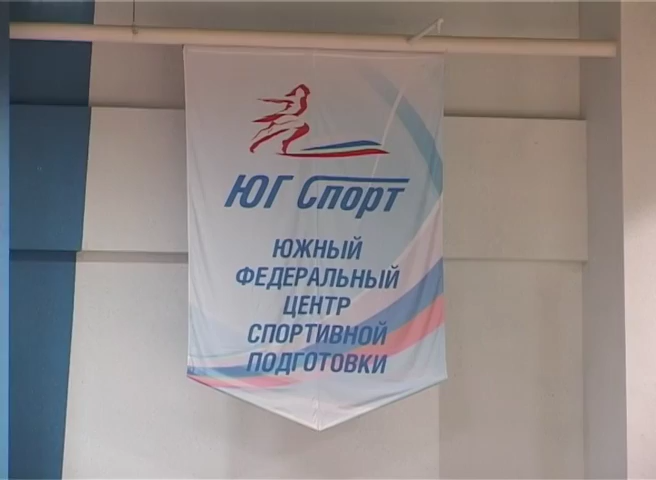 ЮГ Спорт
ЮЖНЫЙ
ФЕДЕРАЛЬНЫЙ
ЦЕНТР
СПОРТИВНОЙ
ПОДГОТОВКИ